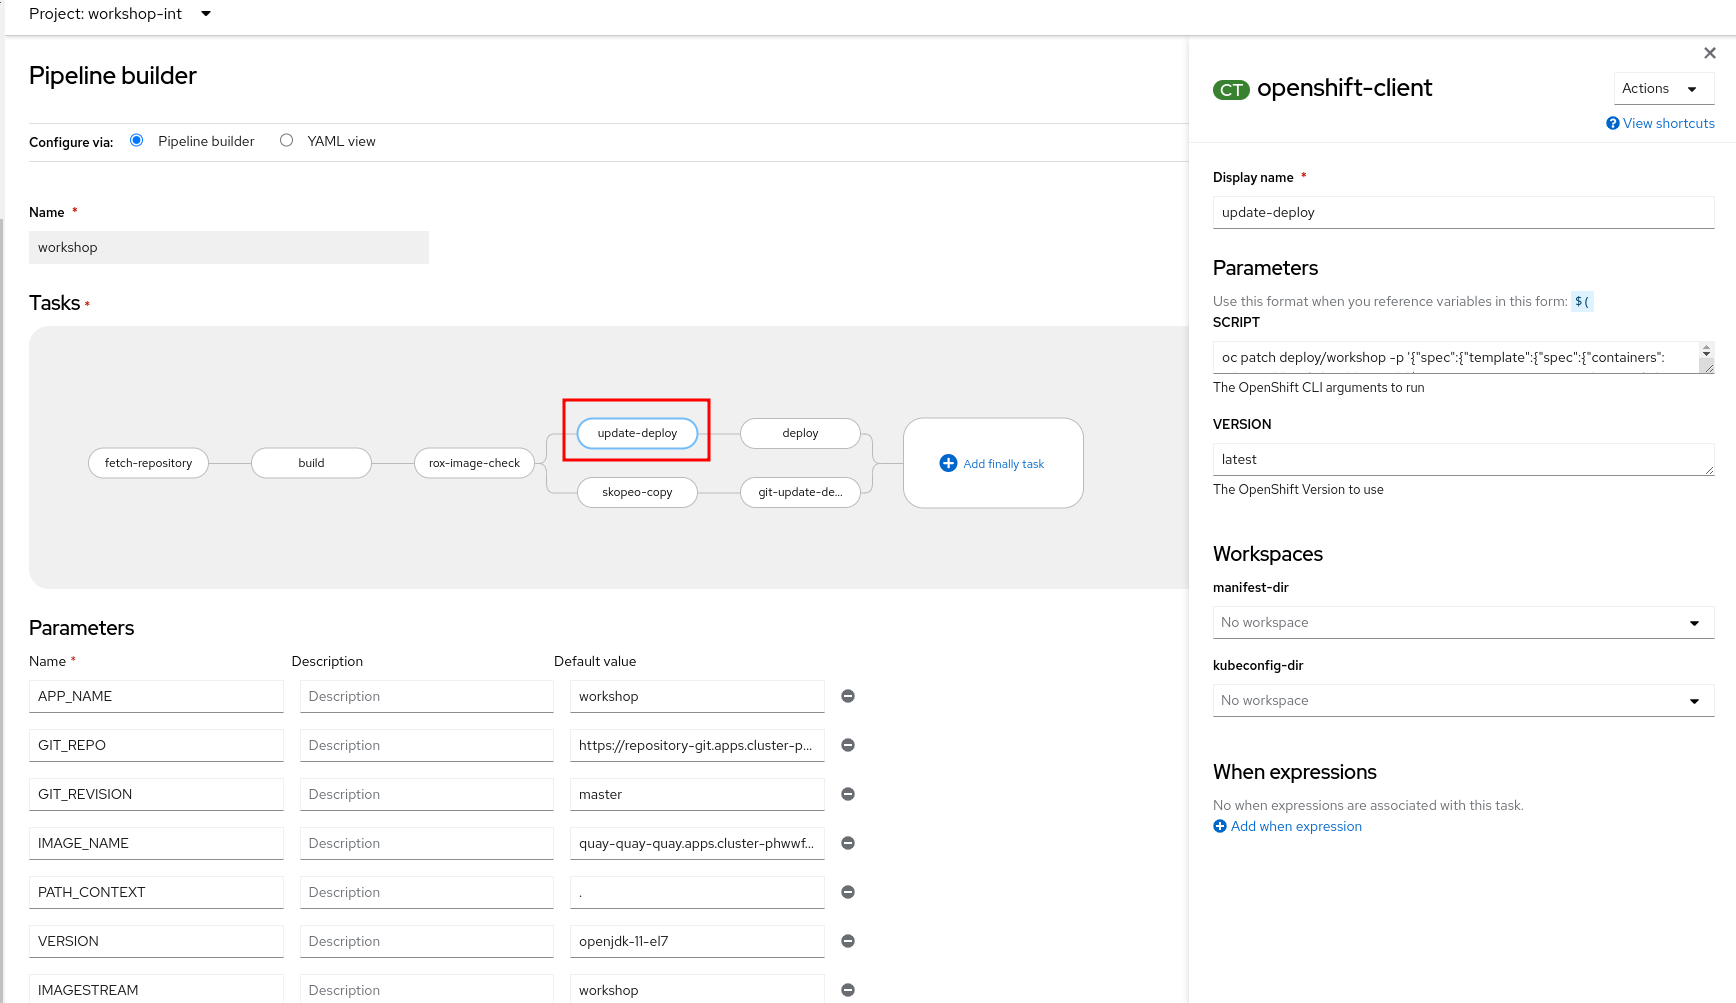 Project: workshop-int
Pipeline builder
Configure via: Pipeline builder YAML view
Name *
workshop
Tasks *
fetch-repository
build
rox-image-check
update-deploy
deploy
skopeo-copy
git-update-de...
Add finally task
Parameters
Name * Description Default value
APP_NAME Description workshop
GIT_REPO Description https://repository-git.apps.cluster-p...
GIT_REVISION Description master
IMAGE_NAME Description quay-quay-quay.apps.cluster-phwwf...
PATH_CONTEXT Description .
VERSION Description openjdk-11-el7
IMAGESTREAM Description workshop
CT openshift-client
Actions
View shortcuts
Display name *
update-deploy
Parameters
Use this format when you reference variables in this form: $(
SCRIPT
oc patch deploy/workshop -p '{"spec":{"template":{"spec":{"containers":
The OpenShift CLI arguments to run
VERSION
latest
The OpenShift Version to use
Workspaces
manifest-dir
No workspace
kubeconfig-dir
No workspace
When expressions
No when expressions are associated with this task.
Add when expression